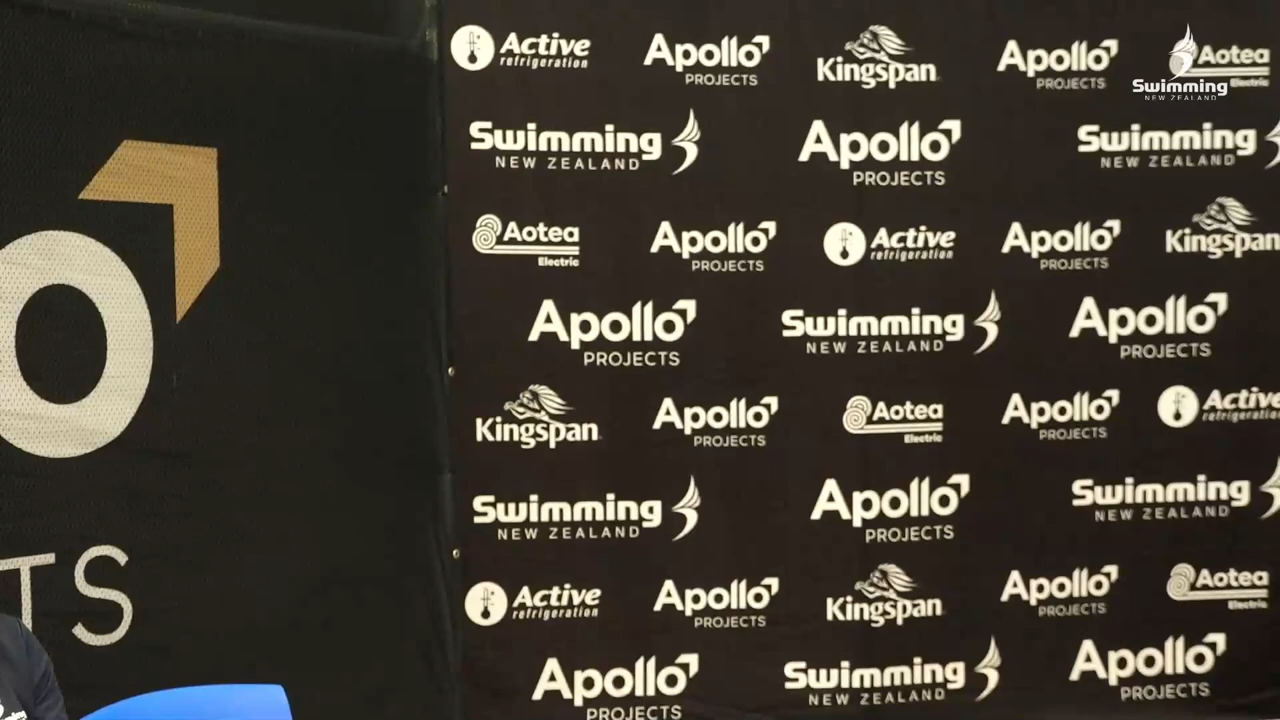 Active
refrigeration
Apollo
PROJECTS
Kingspan
Apollo
PROJECTS
Aotea
Electric
Swimming
NEW ZEALAND
Swimming
NEW ZEALAND
Apollo
PROJECTS
Swimming
NEW ZEALAND
Aotea
Electric
Apollo
PROJECTS
Active
refrigeration
Apollo
PROJECTS
Kingspan
o
Apollo
PROJECTS
Swimming
NEW ZEALAND
Apollo
PROJECTS
Kingspan
Apollo
PROJECTS
Aotea
Electric
Apollo
PROJECTS
Active
refrigeration
Swimming
NEW ZEALAND
Apollo
PROJECTS
Swimming
NEW ZEALAND
TS
Active
refrigeration
Apollo
PROJECTS
Kingspan
Apollo
PROJECTS
Aotea
Electric
Apollo
PROJECTS
Swimming
NEW ZEALAND
Apollo
PROJECTS